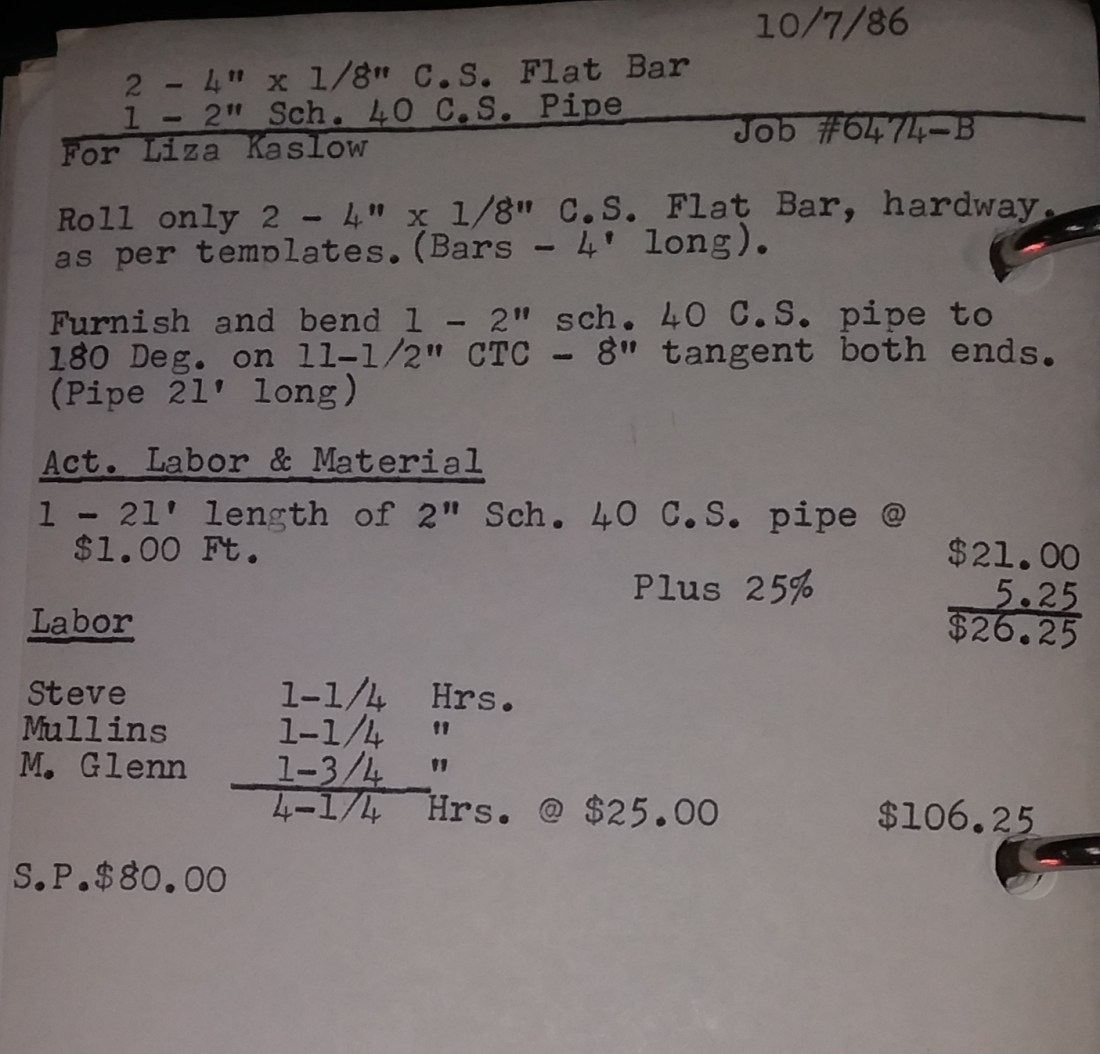 10/7/86
2 - 4" x 1/8" C.S. Flat Bar
1 - 2" Sch. 40 C.S. Pipe
Job #6474-B
For Liza Kaslow
Roll only 2 - 4" x 1/8" C.S. Flat Bar, hardway.
as per templates.(Bars - 4' long).
Furnish and bend 1 - 2" sch. 40 C.S. pipe to
180 Deg. on 11-1/2" CTC - 8" tangent both ends.
(Pipe 21' long)
Act. Labor & Material
1 - 21' length of 2" Sch. 40 C.S. pipe @
$1.00 Ft. $21.00
Plus 25% 5.25
$26.25
Labor
Steve 1-1/4 Hrs.
Mullins 1-1/4 "
M. Glenn 1-3/4 "
4-1/4 Hrs. @ $25.00 $106.25
S.P.$80.00